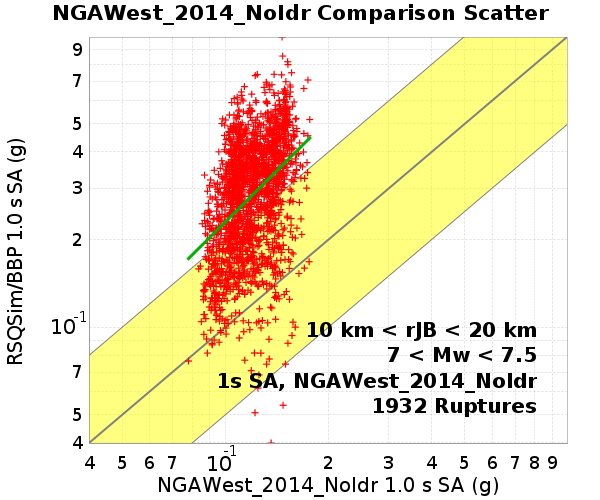 NGAWest_2014_NoIdr Comparison Scatter
RSQSim/BBP 1.0 s SA (g)
9
7
5
4
3
2
10^-1
7
5
4
10 km < rJB < 20 km
7 < Mw < 7.5
1s SA, NGAWest_2014_NoIdr
1932 Ruptures
4 5 6 7 10^-1 2 3 4 5 6 7 8 9
NGAWest_2014_NoIdr 1.0 s SA (g)